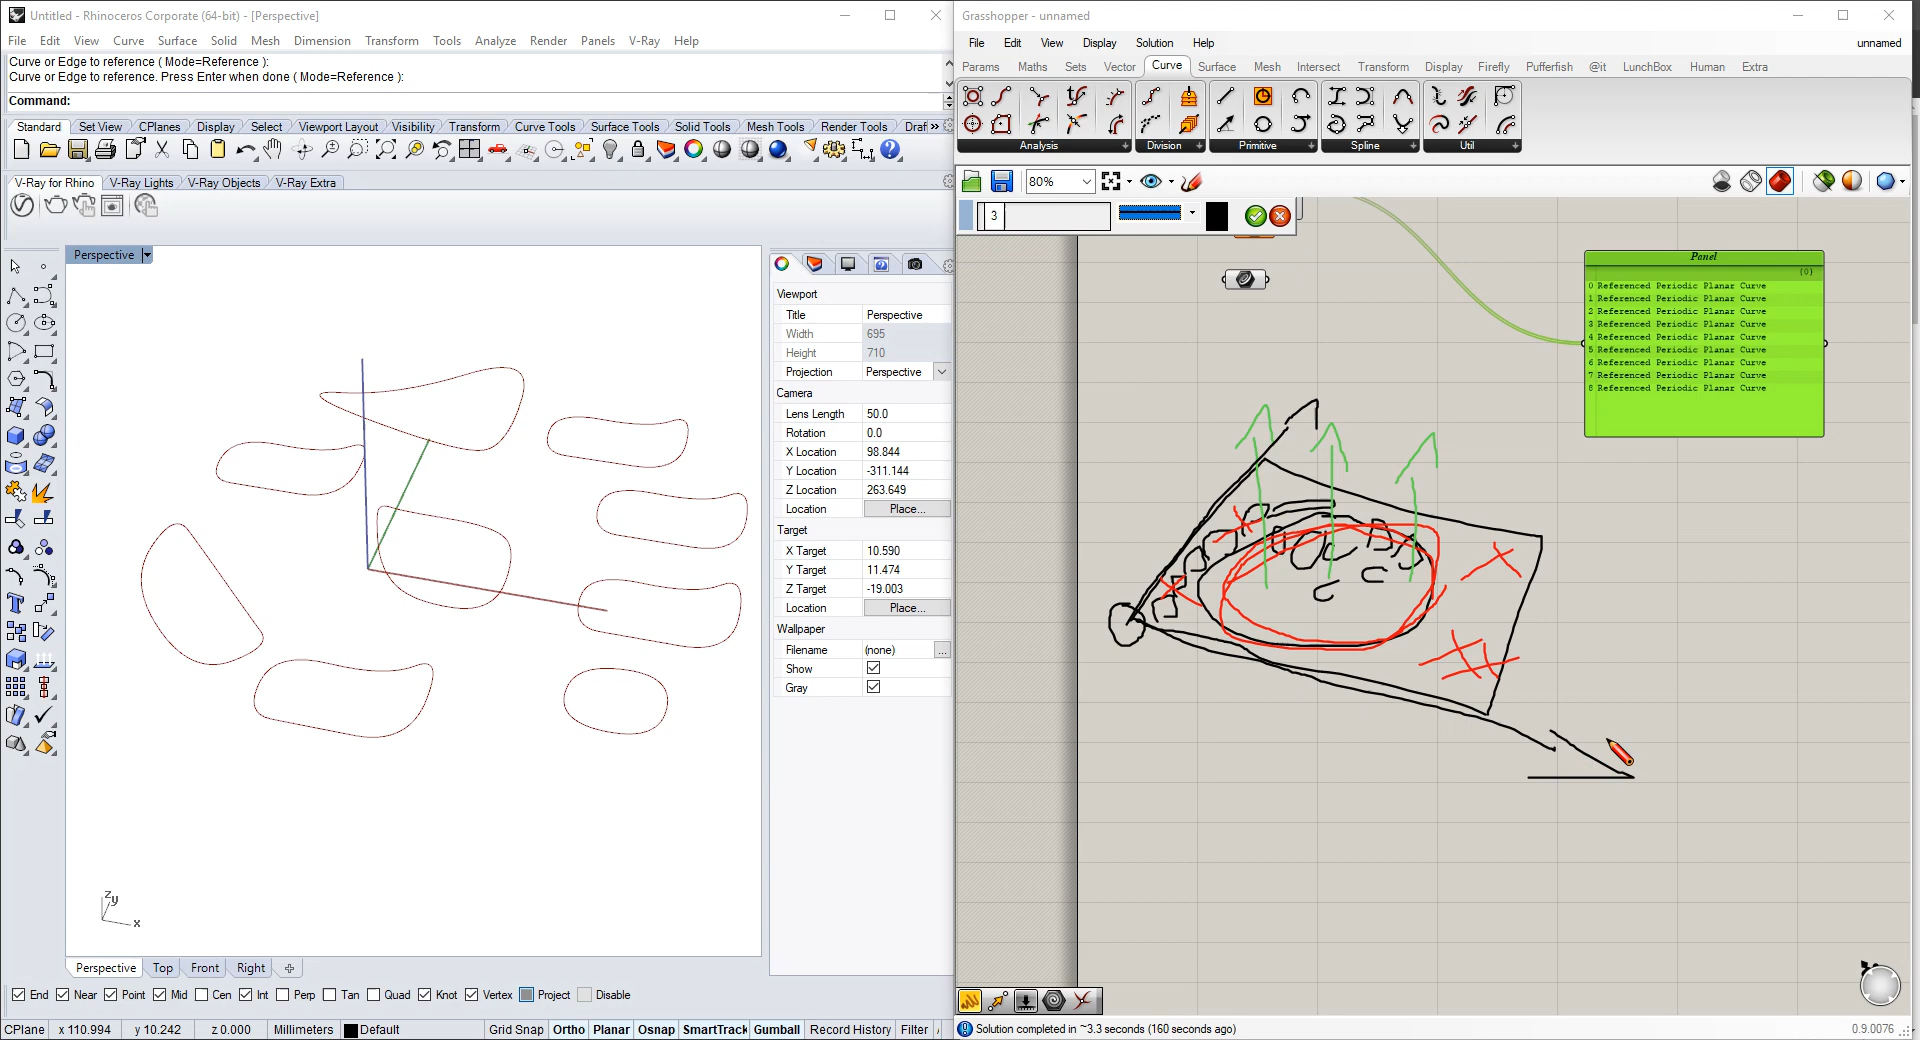 Untitled - Rhinoceros Corporate (64-bit) - [Perspective]
File Edit View Curve Surface Solid Mesh Dimension Transform Tools Analyze Render Panels V-Ray Help
Curve or Edge to reference ( Mode=Reference ):
Curve or Edge to reference. Press Enter when done ( Mode=Reference ):
Command:
Standard Set View CPlanes Display Select Viewport Layout Visibility Transform Curve Tools Surface Tools Solid Tools Mesh Tools Render Tools Draf »
V-Ray for Rhino V-Ray Lights V-Ray Objects V-Ray Extra
Perspective
z
y
x
Perspective Top Front Right
Viewport
Title Perspective
Width 695
Height 710
Projection Perspective
Camera
Lens Length 50.0
Rotation 0.0
X Location 98.844
Y Location -311.144
Z Location 263.649
Location Place...
Target
X Target 10.590
Y Target 11.474
Z Target -19.003
Location Place...
Wallpaper
Filename (none) ...
Show
Gray
End Near Point Mid Cen Int Perp Tan Quad Knot Vertex Project Disable
CPlane x 110.994 y 10.242 z 0.000 Millimeters Default Grid Snap Ortho Planar Osnap SmartTrack Gumball Record History Filter
Grasshopper - unnamed
File Edit View Display Solution Help unnamed
Params Maths Sets Vector Curve Surface Mesh Intersect Transform Display Firefly Pufferfish @it LunchBox Human Extra
Analysis Division Primitive Spline Util
80%
3
Panel
{0}
0 Referenced Periodic Planar Curve
1 Referenced Periodic Planar Curve
2 Referenced Periodic Planar Curve
3 Referenced Periodic Planar Curve
4 Referenced Periodic Planar Curve
5 Referenced Periodic Planar Curve
6 Referenced Periodic Planar Curve
7 Referenced Periodic Planar Curve
8 Referenced Periodic Planar Curve
Solution completed in ~3.3 seconds (160 seconds ago)
0.9.0076